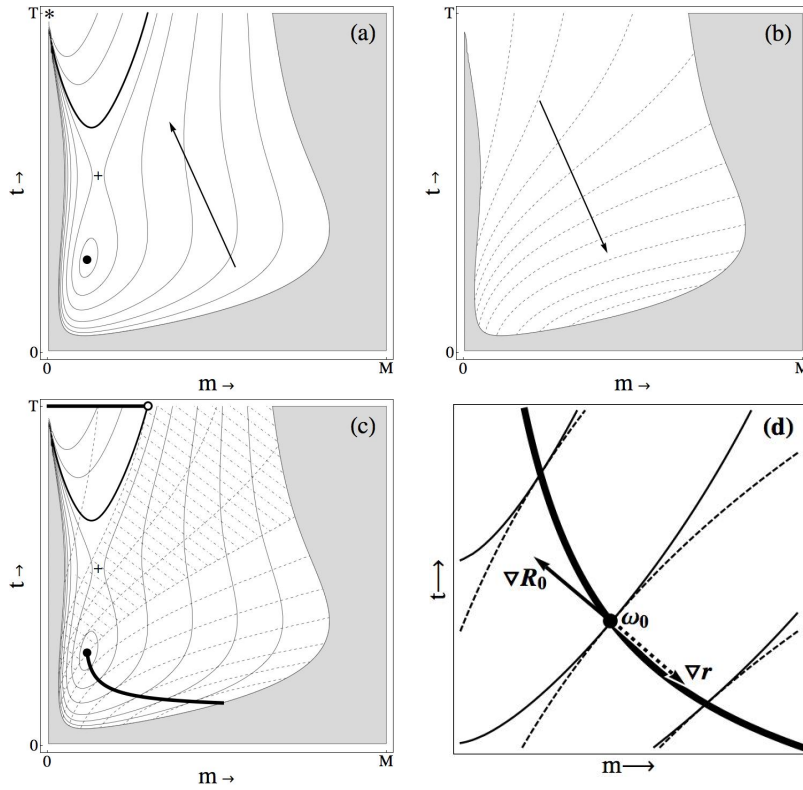 T
*
(a)
t →
+
0
0
M
m →
T
(b)
t →
0
0
M
m →
T
(c)
t →
+
0
0
M
m →
(d)
t →
∇R₀
ω₀
∇r
m →